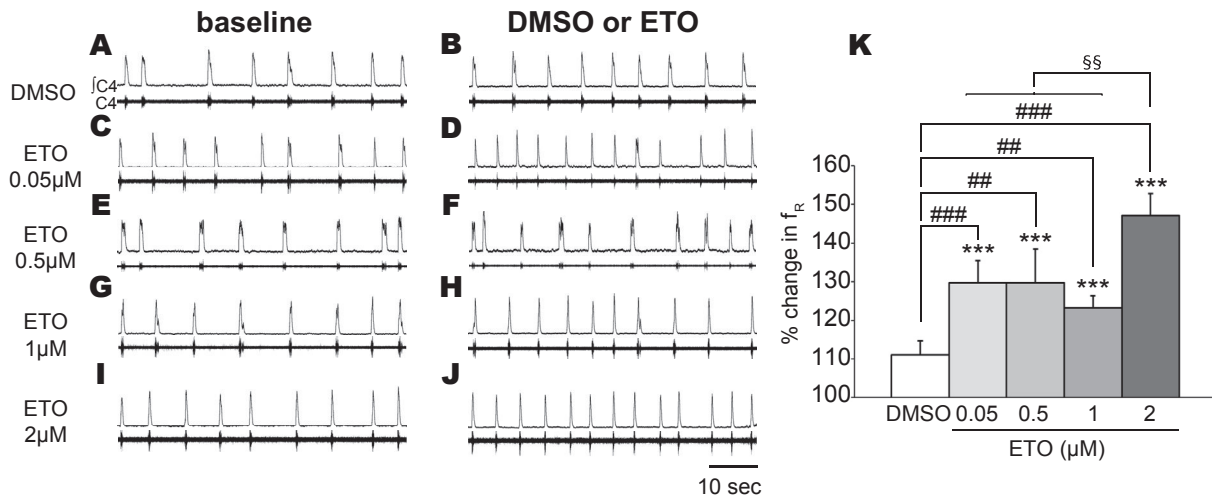 baseline
DMSO or ETO
A
B
DMSO
∫C4
C4
C
D
ETO
0.05µM
E
F
ETO
0.5µM
G
H
ETO
1µM
I
J
ETO
2µM
10 sec
K
§§
###
##
##
###
***
***
***
***
% change in fR
160
150
140
130
120
110
100
DMSO 0.05 0.5 1 2
ETO (µM)